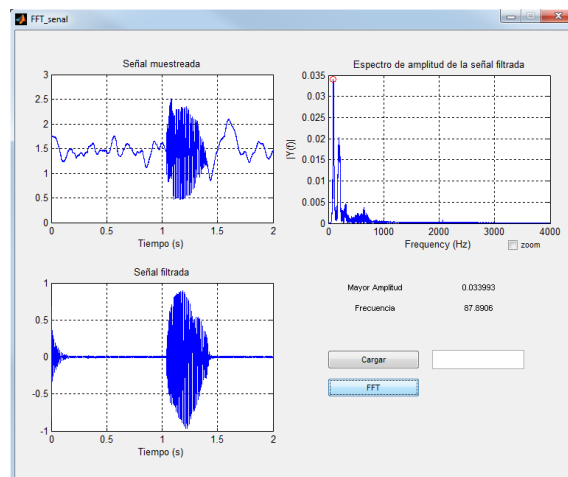 FFT_senal
Señal muestreada
3
2.5
2
1.5
1
0.5
0
0 0.5 1 1.5 2
Tiempo (s)
Espectro de amplitud de la señal filtrada
0.035
0.03
0.025
0.02
0.015
0.01
0.005
0
|Y(f)|
0 1000 2000 3000 4000
Frequency (Hz)
zoom
Señal filtrada
1
0.5
0
-0.5
-1
0 0.5 1 1.5 2
Tiempo (s)
Mayor Amplitud 0.033993
Frecuencia 87.8906
Cargar
FFT